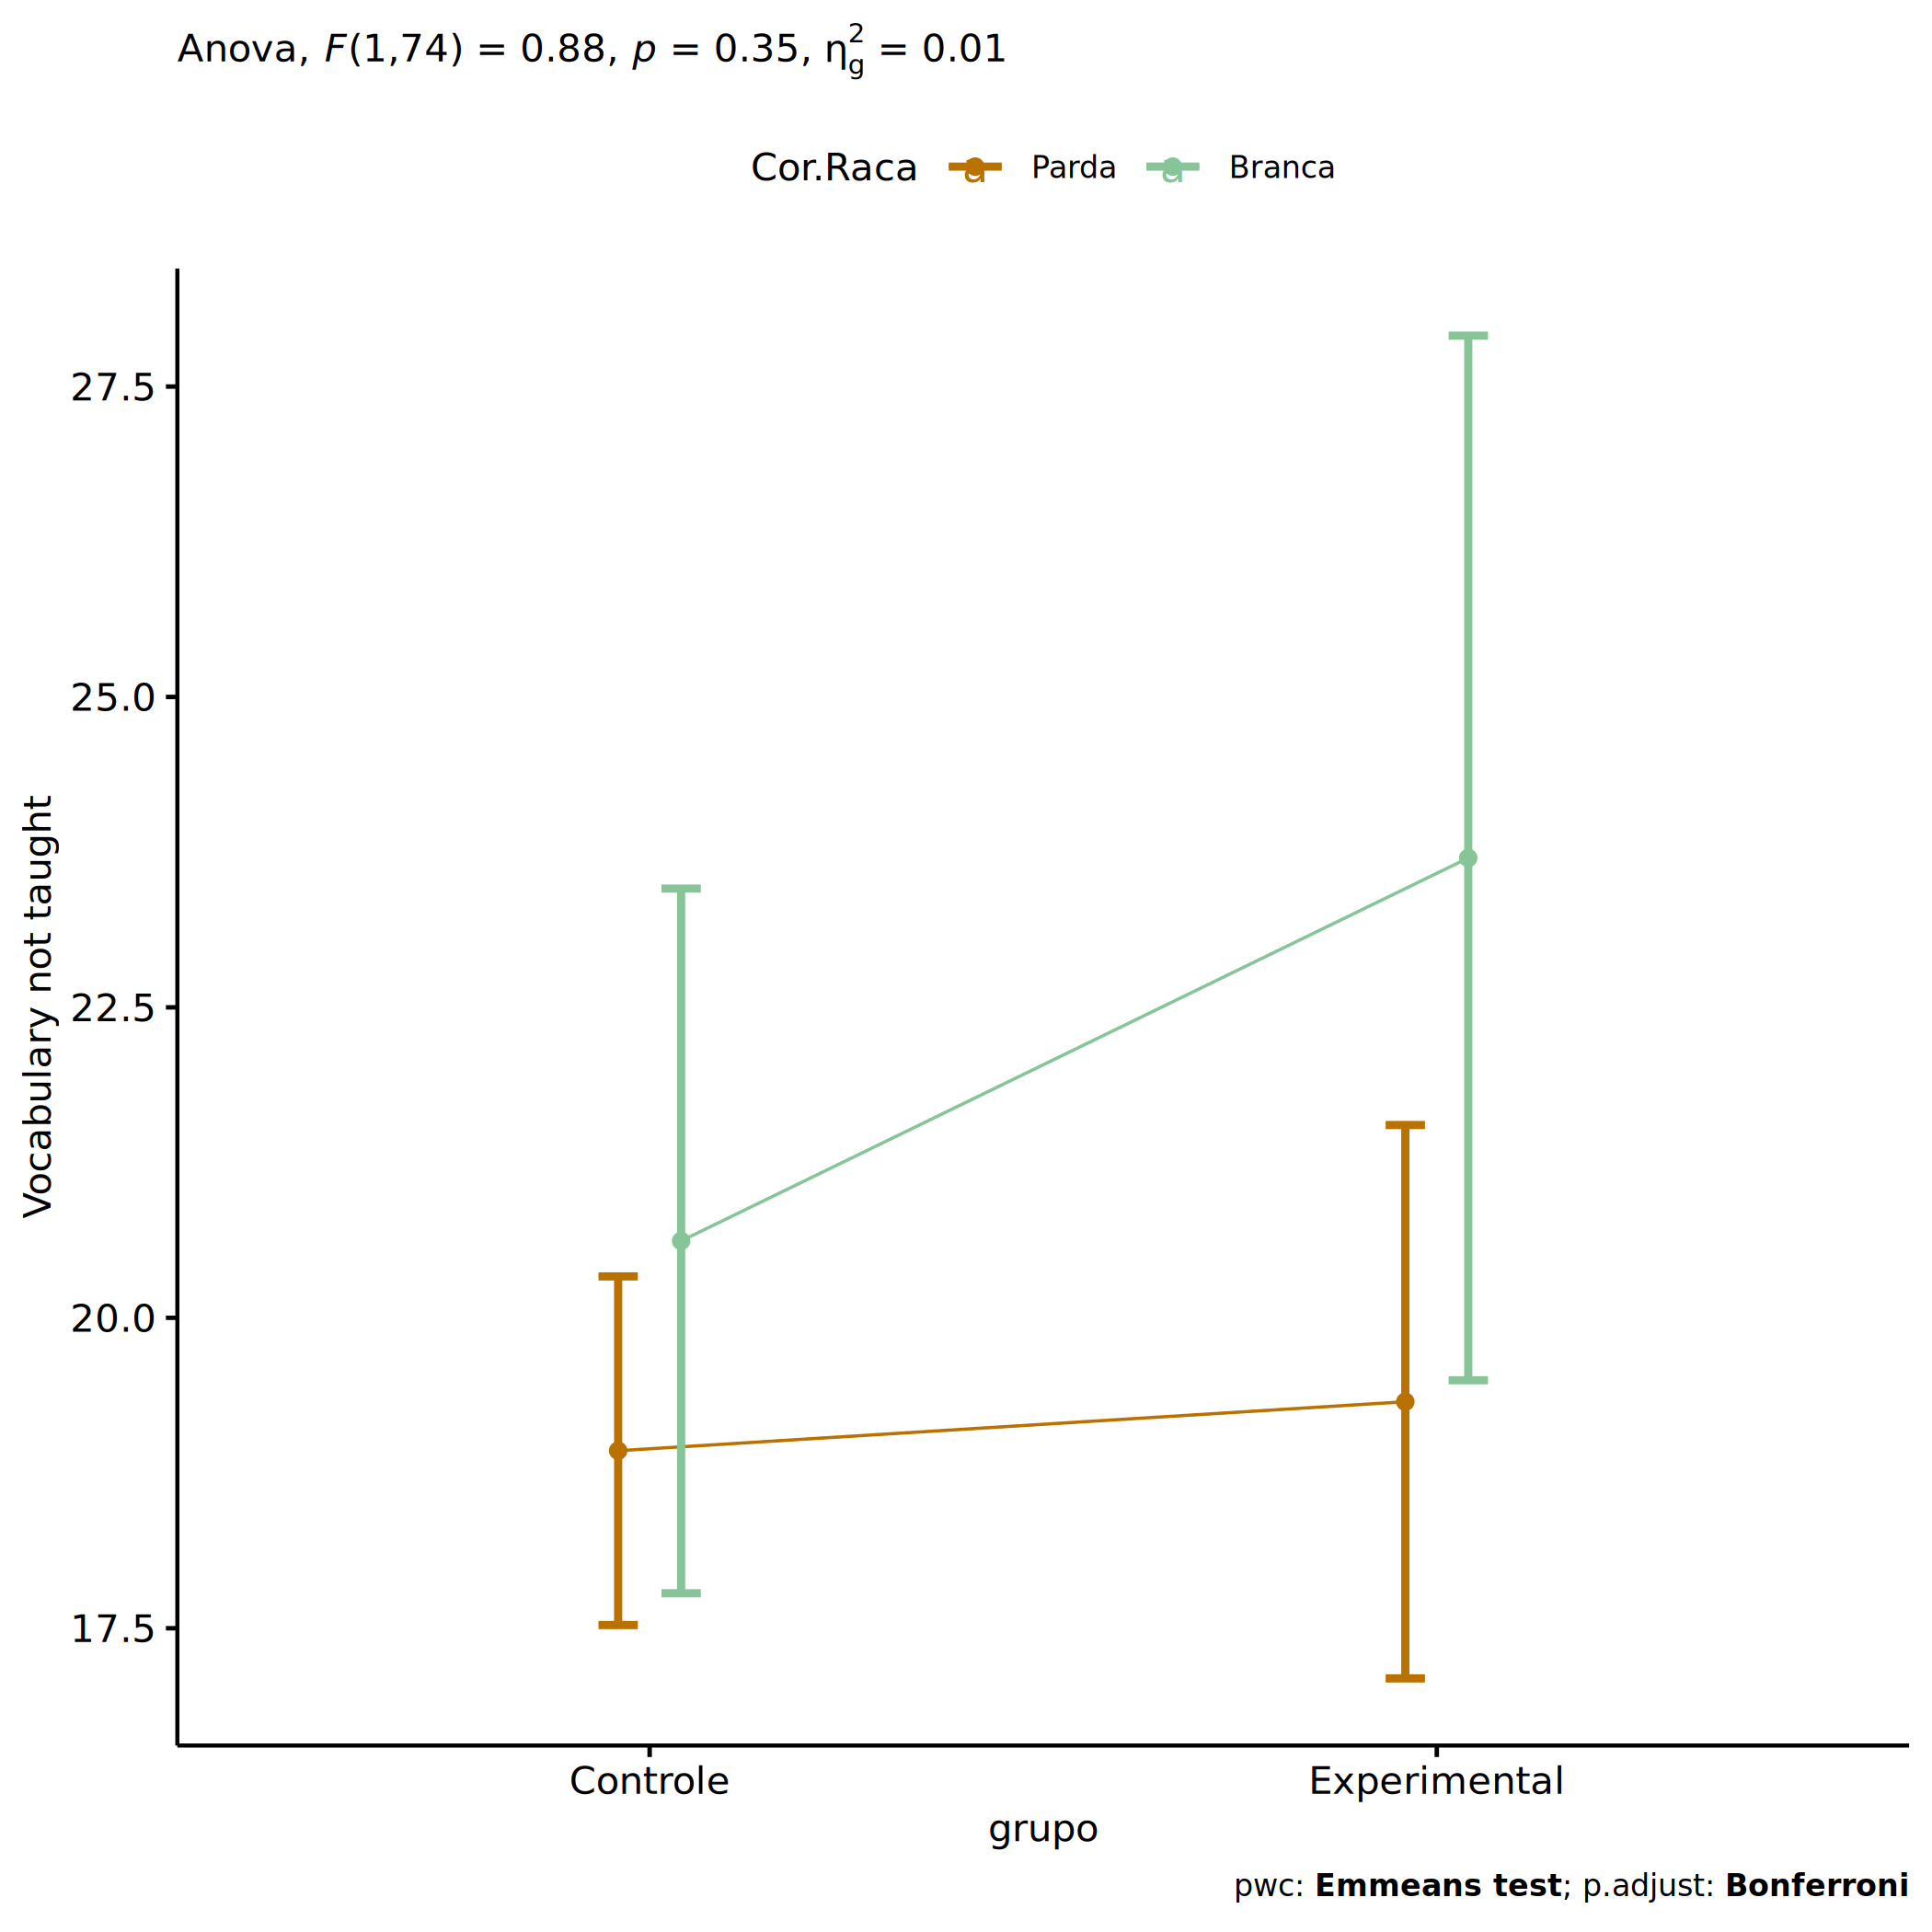 Anova, F(1,74) = 0.88, p = 0.35, η²g = 0.01
Cor.Raca a Parda a Branca
27.5
25.0
22.5
20.0
17.5
Vocabulary not taught
Controle Experimental
grupo
pwc: Emmeans test; p.adjust: Bonferroni